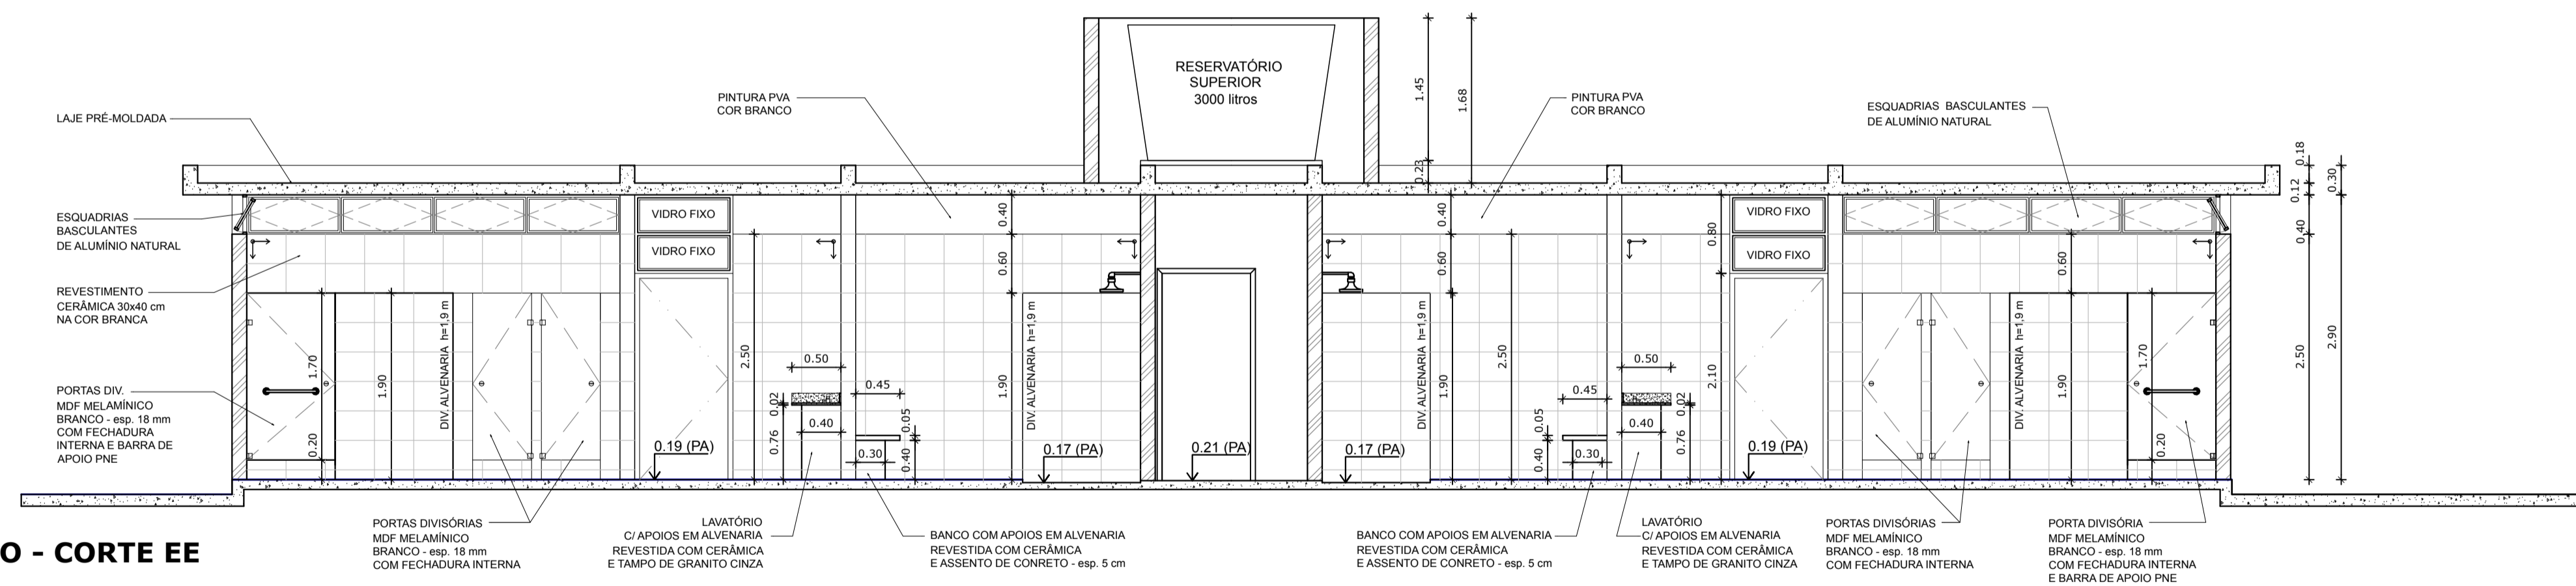 RESERVATÓRIO
SUPERIOR
3000 litros
1.45
1.68
0.23
PINTURA PVA
COR BRANCO
PINTURA PVA
COR BRANCO
ESQUADRIAS BASCULANTES
DE ALUMÍNIO NATURAL
LAJE PRÉ-MOLDADA
0.18
0.12
0.30
0.40
2.50
2.90
ESQUADRIAS
BASCULANTES
DE ALUMÍNIO NATURAL
REVESTIMENTO
CERÂMICA 30x40 cm
NA COR BRANCA
PORTAS DIV.
MDF MELAMÍNICO
BRANCO - esp. 18 mm
COM FECHADURA
INTERNA E BARRA DE
APOIO PNE
1.70
0.20
1.90
DIV. ALVENARIA h=1,9 m
VIDRO FIXO
VIDRO FIXO
0.19 (PA)
2.50
0.50
0.02
0.76
0.40
0.45
0.30
0.05
0.40
0.40
0.60
1.90
DIV. ALVENARIA h=1,9 m
0.17 (PA)
0.21 (PA)
0.17 (PA)
DIV. ALVENARIA h=1,9 m
0.40
0.60
1.90
2.50
0.45
0.05
0.40
0.30
0.50
0.40
0.02
0.76
0.80
2.10
VIDRO FIXO
VIDRO FIXO
0.19 (PA)
DIV. ALVENARIA h=1,9 m
0.60
1.90
1.70
0.20
PORTAS DIVISÓRIAS
MDF MELAMÍNICO
BRANCO - esp. 18 mm
COM FECHADURA INTERNA
LAVATÓRIO
C/ APOIOS EM ALVENARIA
REVESTIDA COM CERÂMICA
E TAMPO DE GRANITO CINZA
BANCO COM APOIOS EM ALVENARIA
REVESTIDA COM CERÂMICA
E ASSENTO DE CONRETO - esp. 5 cm
BANCO COM APOIOS EM ALVENARIA
REVESTIDA COM CERÂMICA
E ASSENTO DE CONRETO - esp. 5 cm
LAVATÓRIO
C/ APOIOS EM ALVENARIA
REVESTIDA COM CERÂMICA
E TAMPO DE GRANITO CINZA
PORTAS DIVISÓRIAS
MDF MELAMÍNICO
BRANCO - esp. 18 mm
COM FECHADURA INTERNA
PORTA DIVISÓRIA
MDF MELAMÍNICO
BRANCO - esp. 18 mm
COM FECHADURA INTERNA
E BARRA DE APOIO PNE
O - CORTE EE